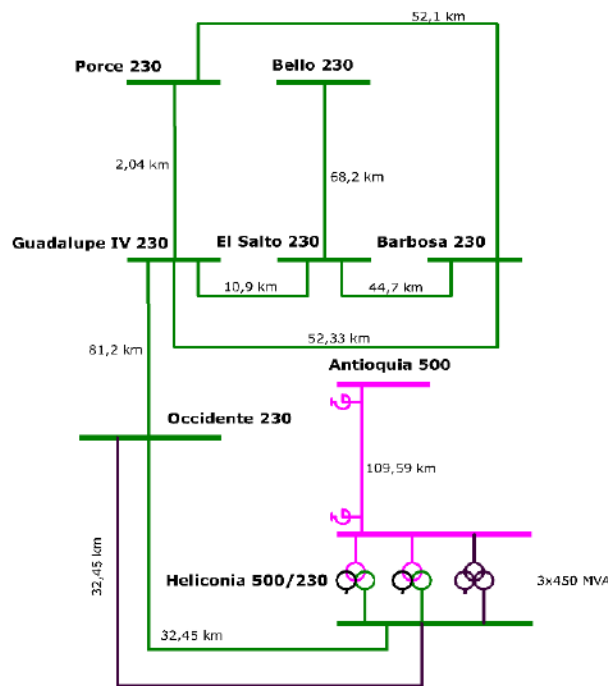 52,1 km
Porce 230
Bello 230
2,04 km
68,2 km
Guadalupe IV 230
El Salto 230
Barbosa 230
10,9 km
44,7 km
52,33 km
81,2 km
Antioquia 500
Occidente 230
109,59 km
32,45 km
Heliconia 500/230
3x450 MVA
32,45 km